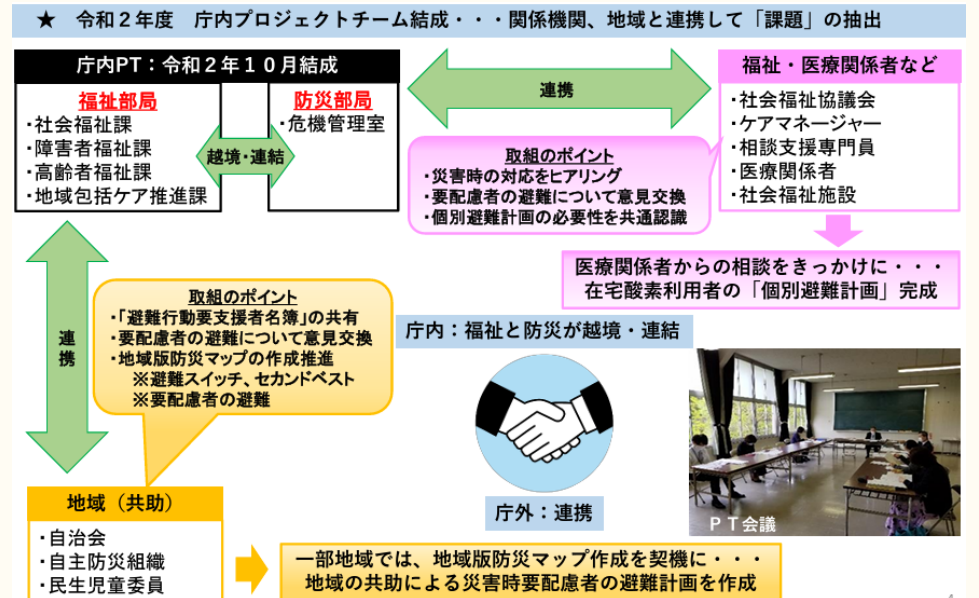 ★ 令和２年度 庁内プロジェクトチーム結成・・・関係機関、地域と連携して「課題」の抽出
庁内PT：令和２年１０月結成
福祉部局
・社会福祉課
・障害者福祉課
・高齢者福祉課
・地域包括ケア推進課
越境・連結
防災部局
・危機管理室
連携
福祉・医療関係者など
・社会福祉協議会
・ケアマネージャー
・相談支援専門員
・医療関係者
・社会福祉施設
取組のポイント
・災害時の対応をヒアリング
・要配慮者の避難について意見交換
・個別避難計画の必要性を共通認識
医療関係者からの相談をきっかけに・・・
在宅酸素利用者の「個別避難計画」完成
連携
取組のポイント
・「避難行動要支援者名簿」の共有
・要配慮者の避難について意見交換
・地域版防災マップの作成推進
※避難スイッチ、セカンドベスト
※要配慮者の避難
庁内：福祉と防災が越境・連結
庁外：連携
ＰＴ会議
地域（共助）
・自治会
・自主防災組織
・民生児童委員
一部地域では、地域版防災マップ作成を契機に・・・
地域の共助による災害時要配慮者の避難計画を作成